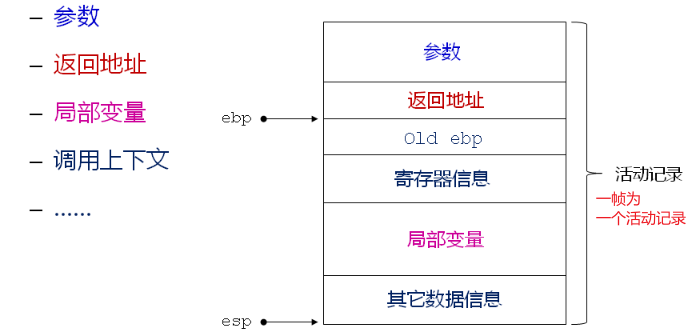 – 参数
– 返回地址
– 局部变量
– 调用上下文
– ……
参数
返回地址
ebp
Old ebp
寄存器信息
局部变量
其它数据信息
esp
活动记录
一帧为
一个活动记录